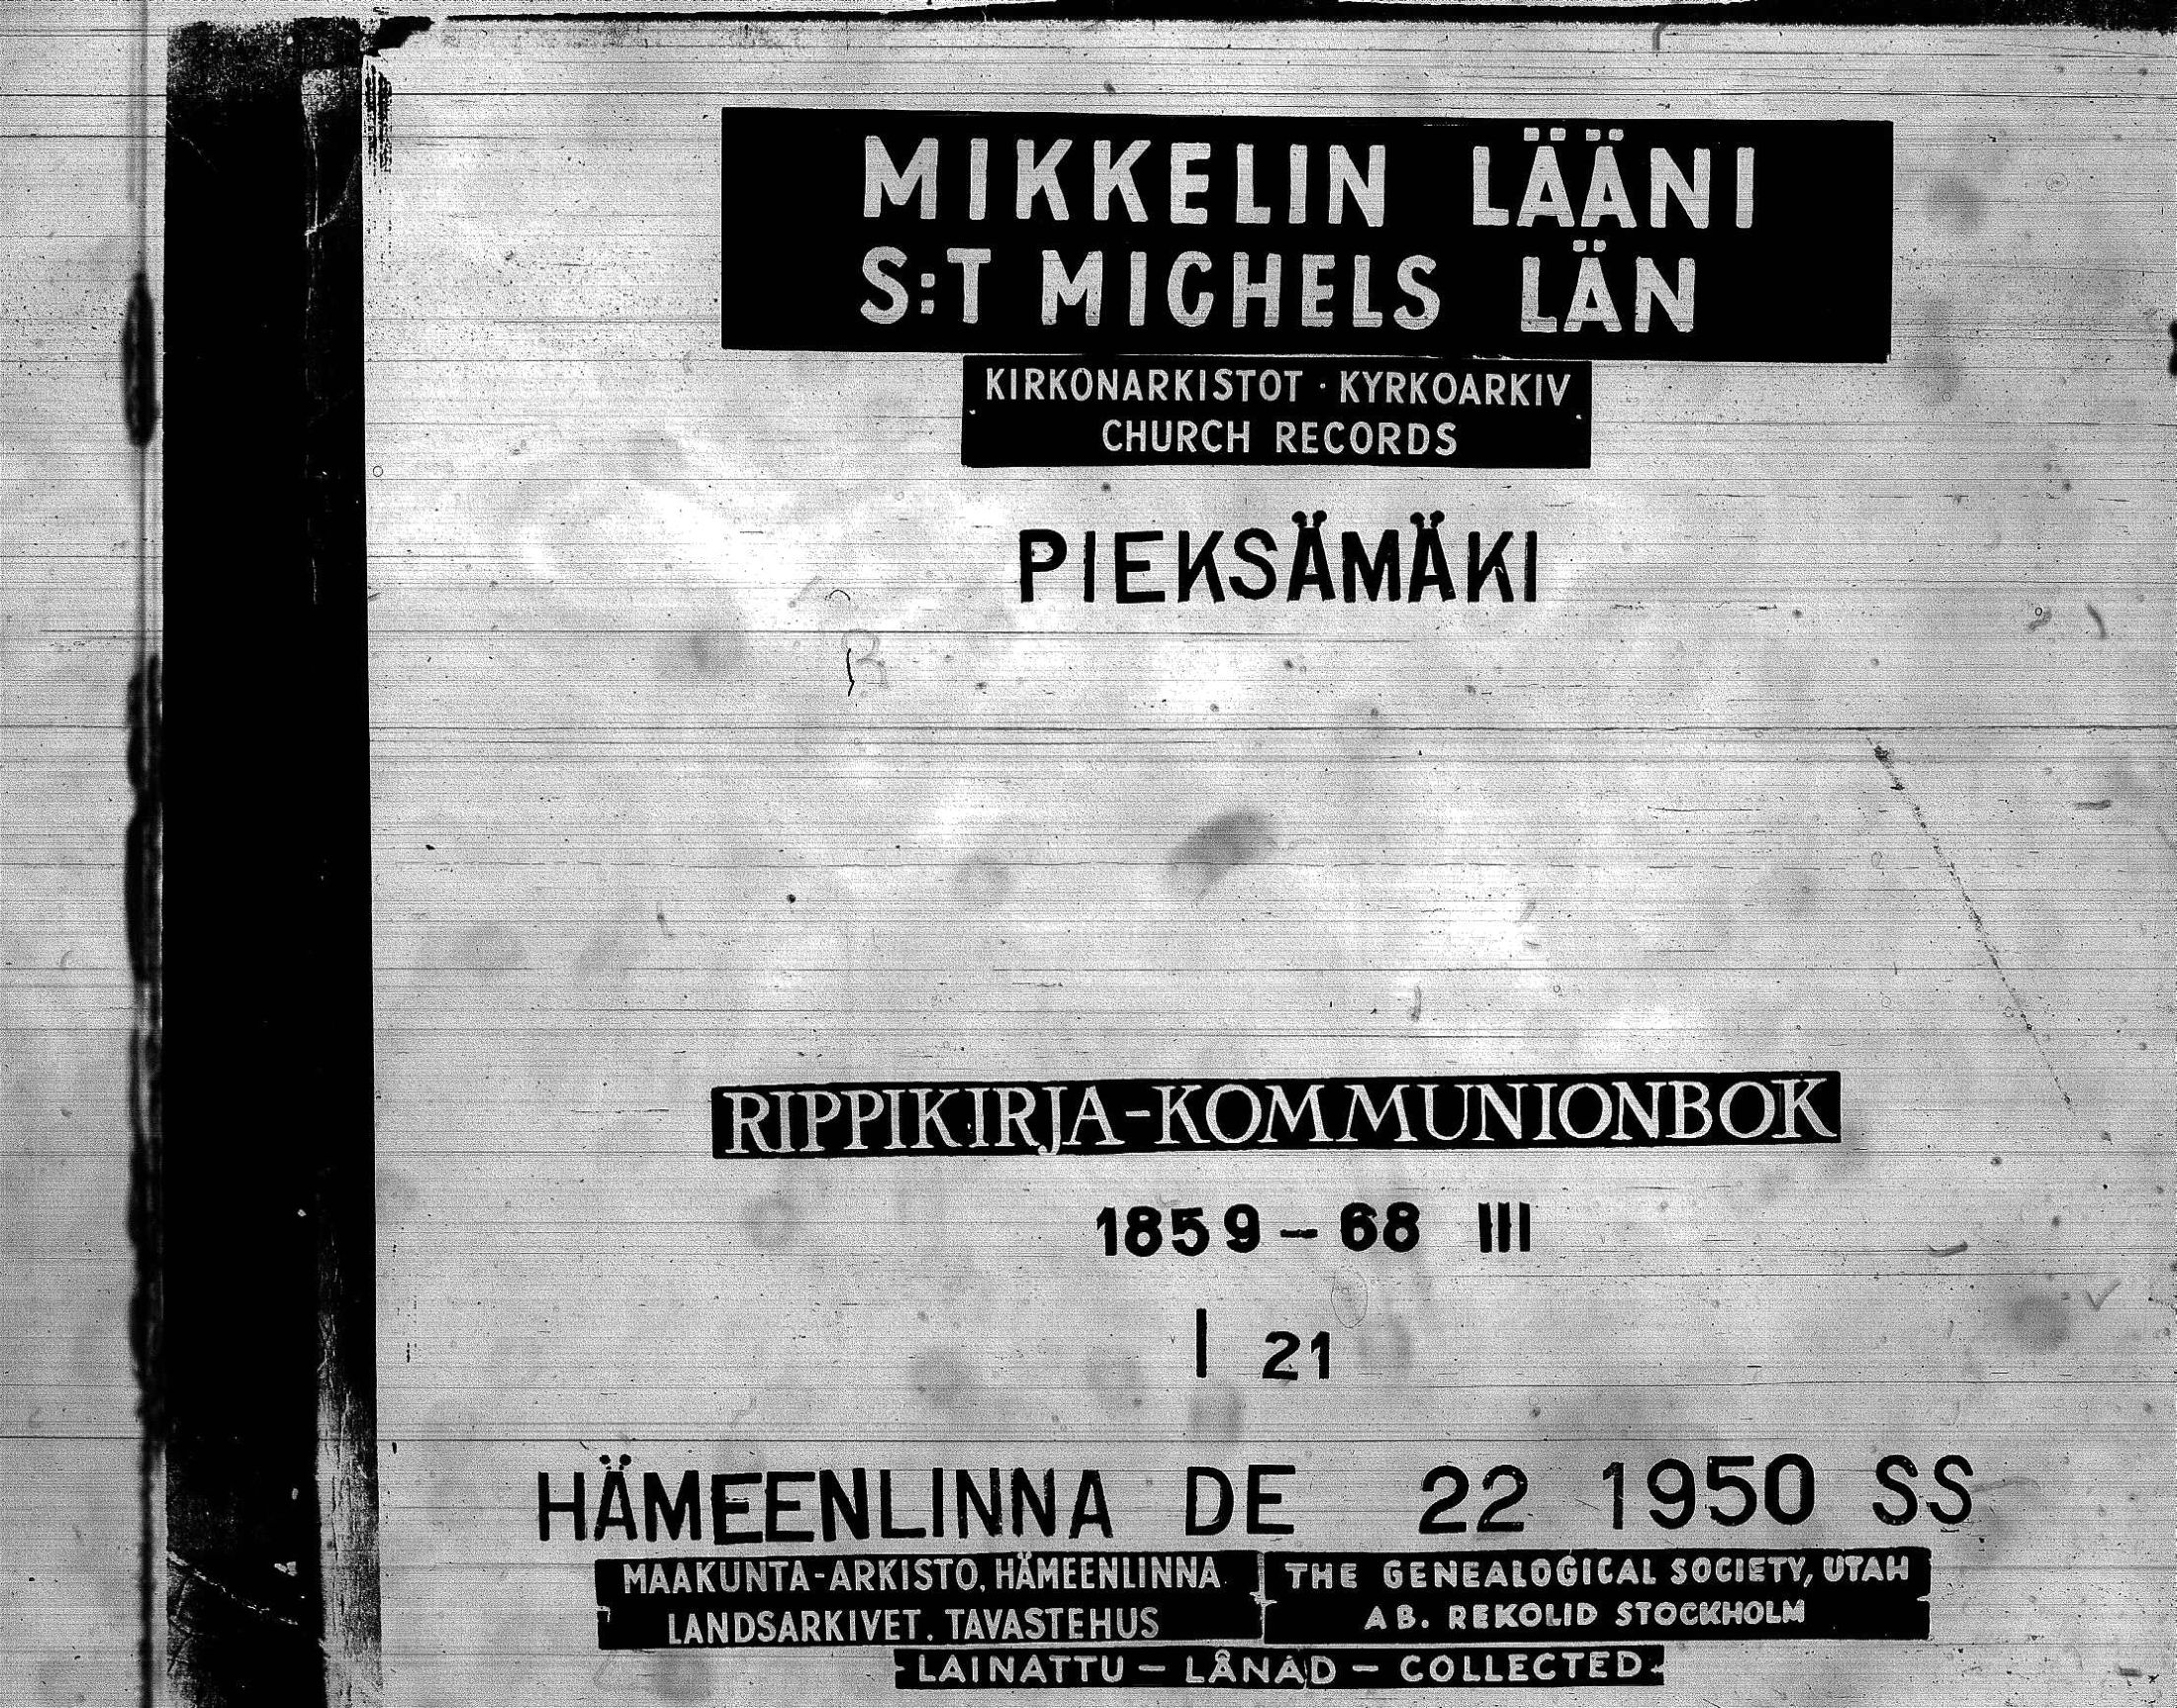 MIKKELIN LÄÄNI
S:T MICHELS LÄN
KIRKONARKISTOT · KYRKOARKIV
CHURCH RECORDS
PIEKSÄMÄKI
RIPPIKIRJA-KOMMUNIONBOK
1859-68 III
I 21
HÄMEENLINNA DE 22 1950 SS
MAAKUNTA-ARKISTO, HÄMEENLINNA
LANDSARKIVET. TAVASTEHUS
THE GENEALOGICAL SOCIETY, UTAH
AB. REKOLID STOCKHOLM
LAINATTU - LÅNAD - COLLECTED